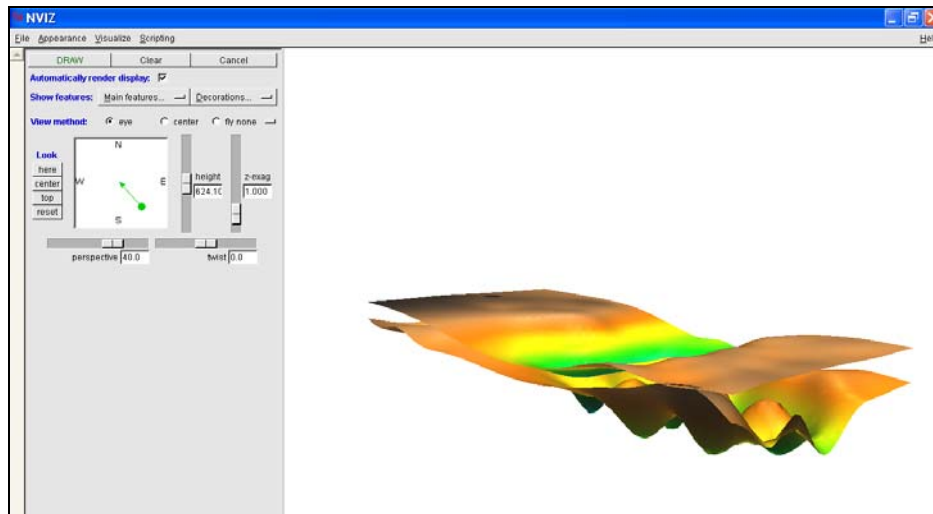 NVIZ
File Appearance Visualize Scripting
DRAW Clear Cancel
Automatically render display:
Show features: Main features... Decorations...
View method: eye center fly none
N
Look
here
center
top
reset
W
E
S
height
624.10
z-exag
1.000
perspective 40.0
twist 0.0